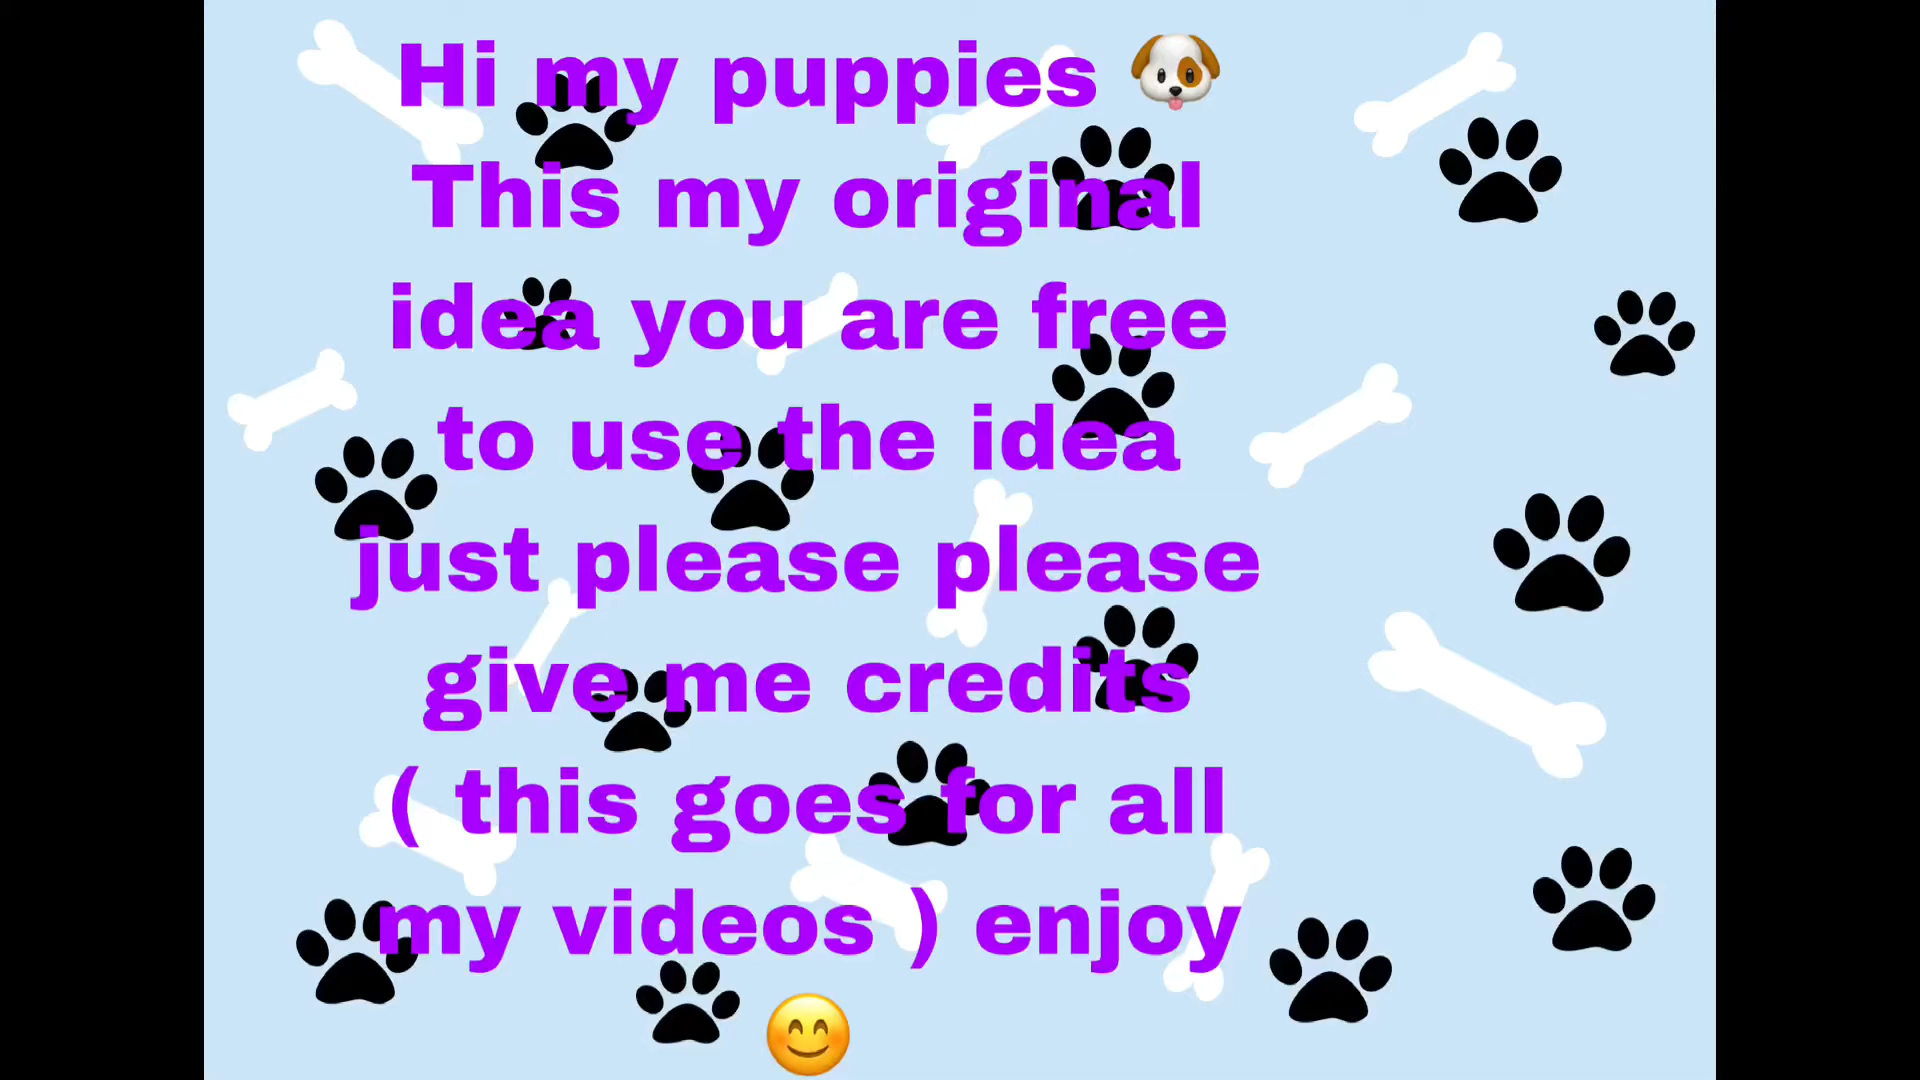 Hi my puppies 🐶
This my original
idea you are free
to use the idea
just please please
give me credits
( this goes for all
my videos ) enjoy
😊